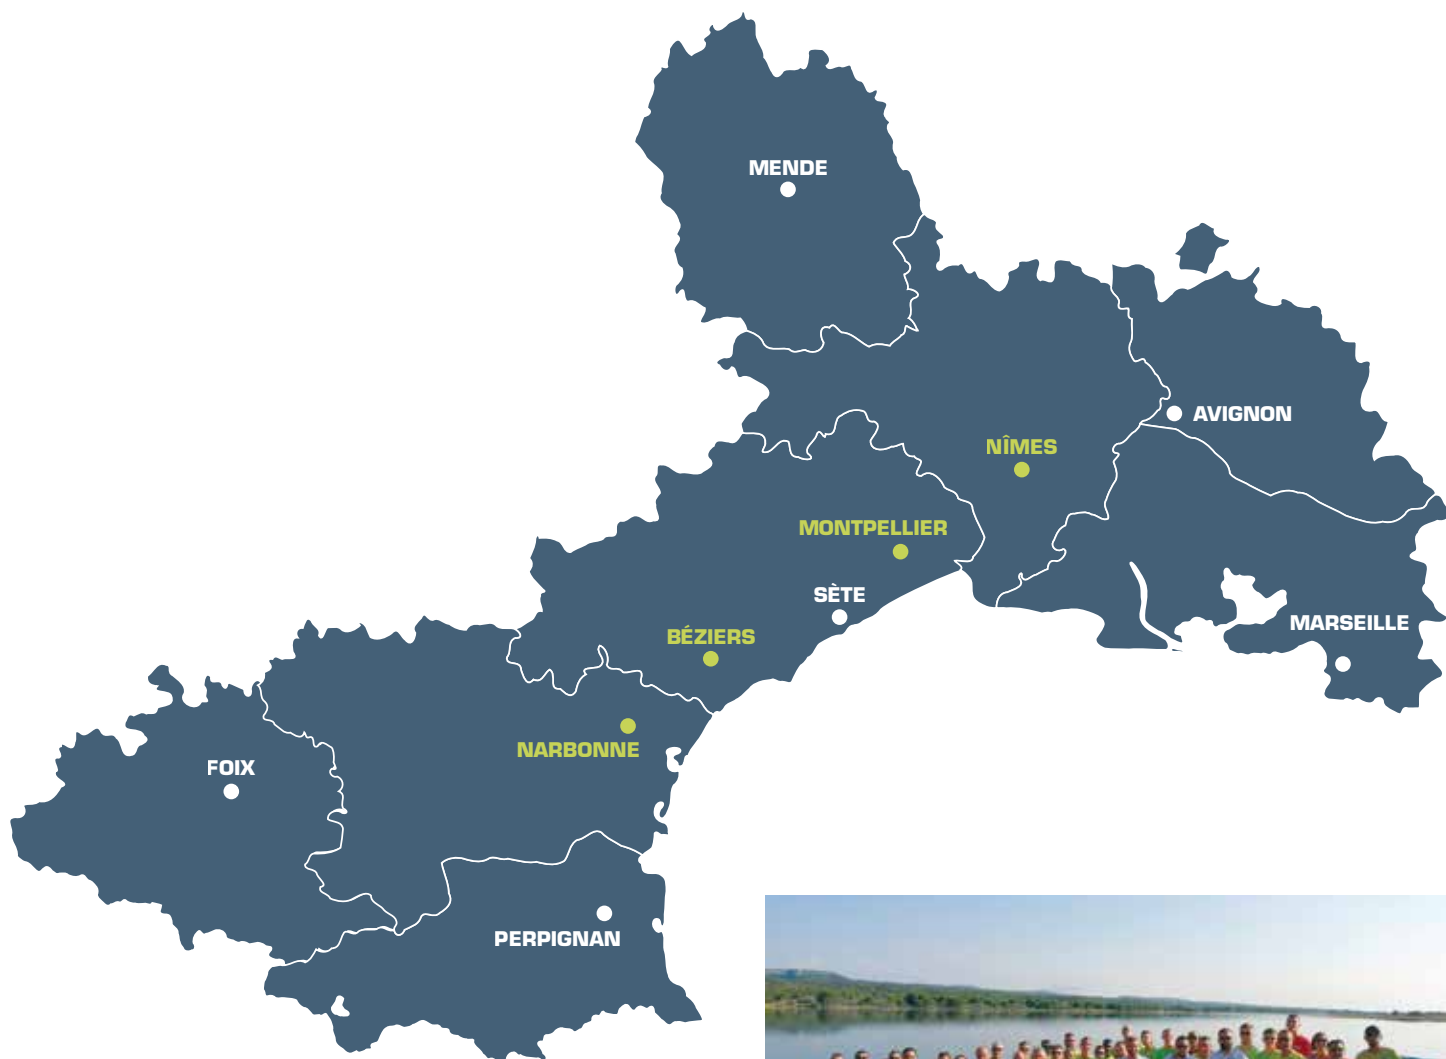 MENDE
AVIGNON
NÎMES
MONTPELLIER
SÈTE
MARSEILLE
BÉZIERS
NARBONNE
FOIX
PERPIGNAN